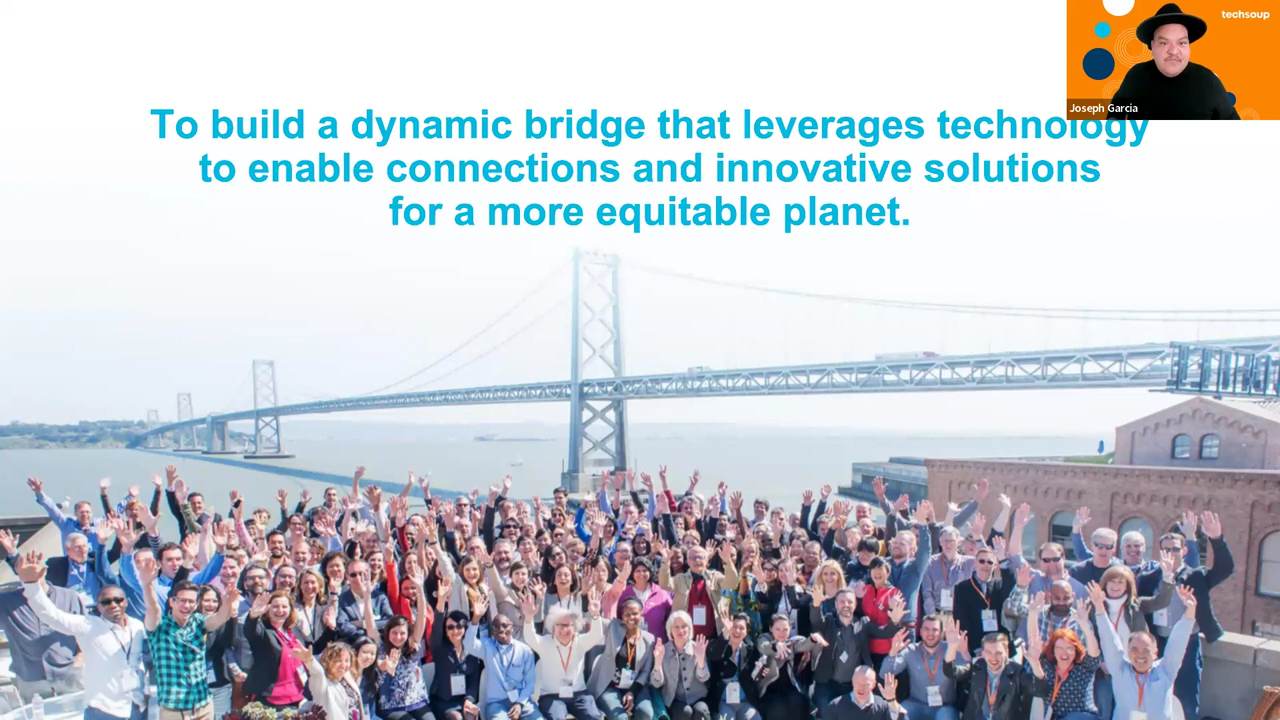 techsoup
Joseph Garcia
To build a dynamic bridge that leverages technology
to enable connections and innovative solutions
for a more equitable planet.